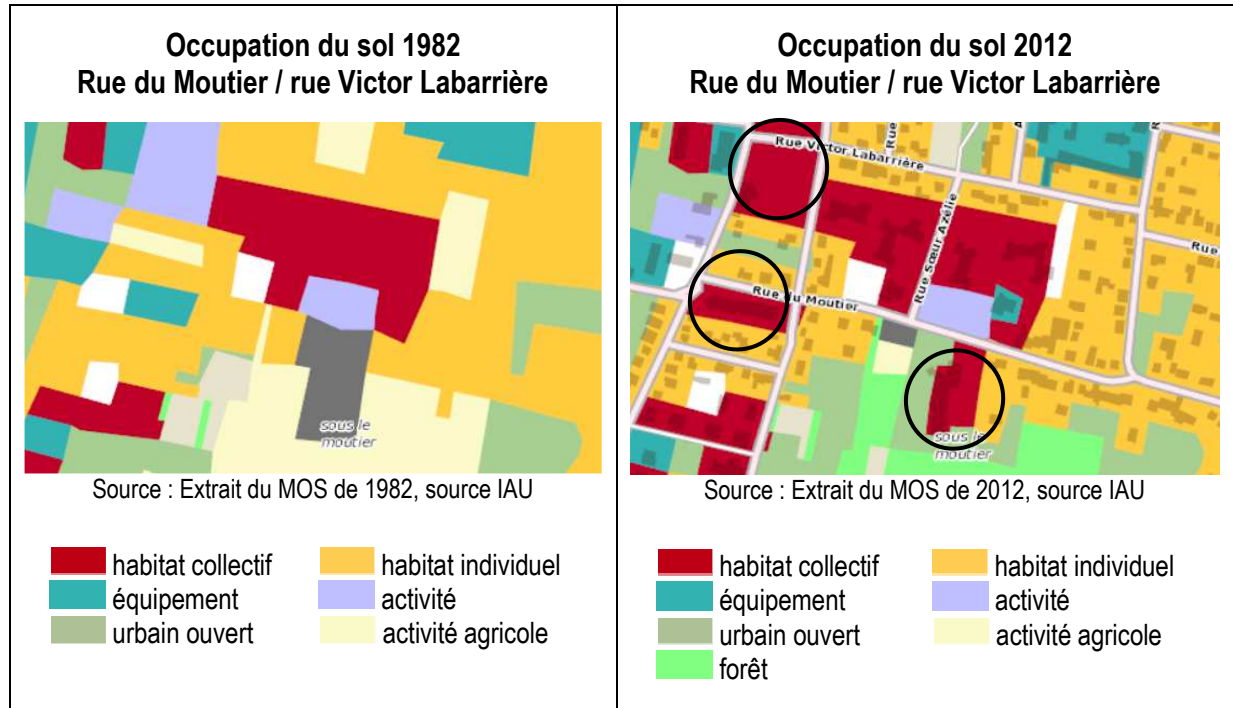 Occupation du sol 1982
Rue du Moutier / rue Victor Labarrière
sous le
moutier
Source : Extrait du MOS de 1982, source IAU
habitat collectif
habitat individuel
équipement
activité
urbain ouvert
activité agricole
Occupation du sol 2012
Rue du Moutier / rue Victor Labarrière
Rue Victor Labarrière
Rue
Rue Sœur Azélie
Rue
Rue du Moutier
sous le
moutier
Source : Extrait du MOS de 2012, source IAU
habitat collectif
habitat individuel
équipement
activité
urbain ouvert
activité agricole
forêt